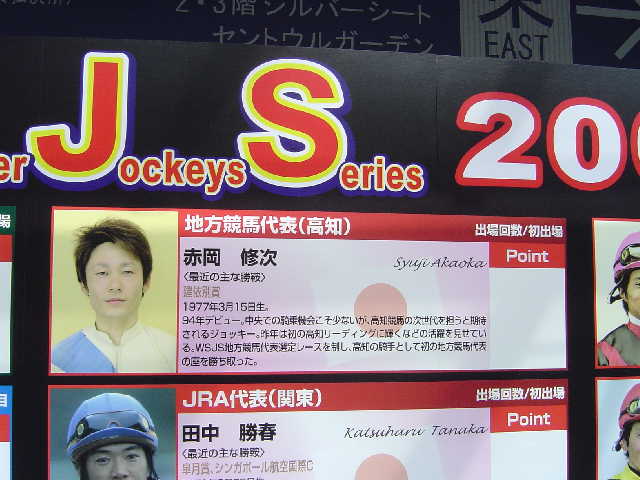 2・3階シルバーシート
セントウルガーデン
EAST
er Jockeys Series 200
地方競馬代表(高知)
出場回数/初出場
赤岡 修次
Syuji Akaoka
Point
〈最近の主な勝鞍〉
建依別賞
1977年3月15日生。
94年デビュー。中央での騎乗機会こそ少ないが、高知競馬の次世代を担うと期待
されるジョッキー。昨年は初の高知リーディングに輝くなどの活躍を見せてい
る。WSJS地方競馬代表選定レースを制し、高知の騎手として初の地方競馬代表
の座を勝ち取った。
JRA代表(関東)
出場回数/初出場
田中 勝春
Katsuharu Tanaka
Point
〈最近の主な勝鞍〉
皐月賞、シンガポール航空国際C